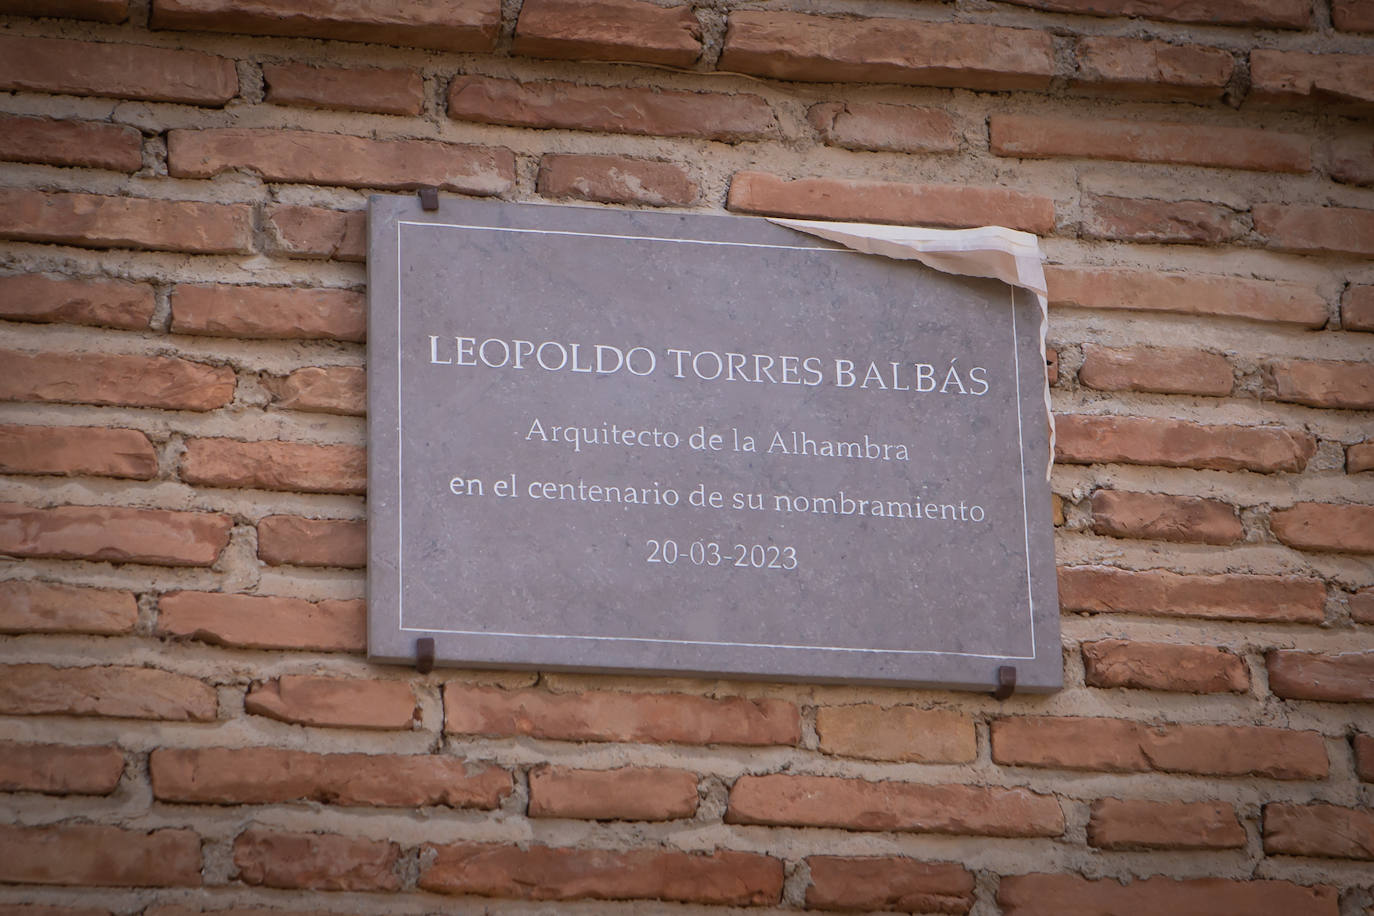 LEOPOLDO TORRES BALBÁS
Arquitecto de la Alhambra
en el centenario de su nombramiento
20-03-2023